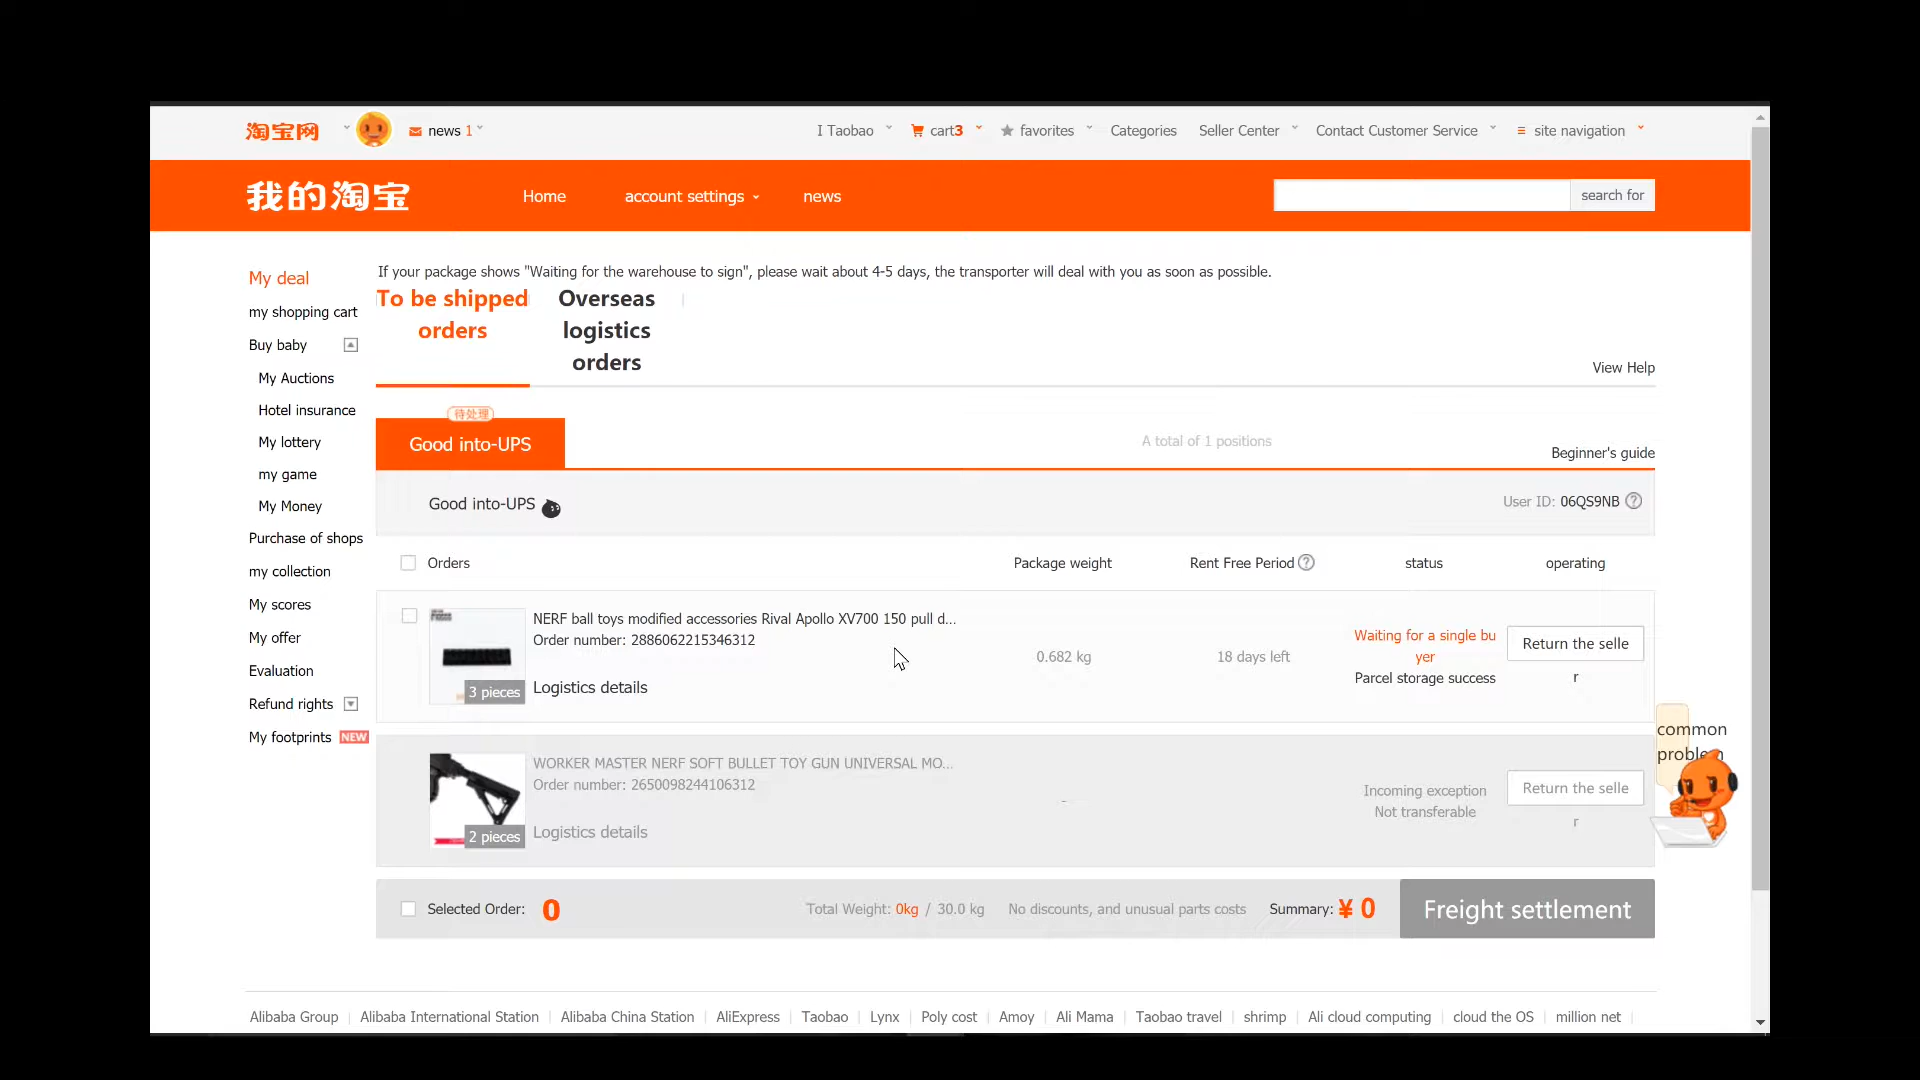 淘宝网
news 1
I Taobao
cart3
favorites
Categories
Seller Center
Contact Customer Service
site navigation
我的淘宝
Home
account settings
news
search for
My deal
my shopping cart
Buy baby
My Auctions
Hotel insurance
My lottery
my game
My Money
Purchase of shops
my collection
My scores
My offer
Evaluation
Refund rights
My footprints NEW
If your package shows "Waiting for the warehouse to sign", please wait about 4-5 days, the transporter will deal with you as soon as possible.
To be shipped
orders
Overseas
logistics
orders
View Help
待处理
Good into-UPS
A total of 1 positions
Beginner's guide
Good into-UPS
User ID: 06QS9NB ?
Orders
Package weight
Rent Free Period ?
status
operating
NERF ball toys modified accessories Rival Apollo XV700 150 pull d...
Order number: 2886062215346312
Logistics details
3 pieces
0.682 kg
18 days left
Waiting for a single bu
yer
Parcel storage success
Return the selle
r
WORKER MASTER NERF SOFT BULLET TOY GUN UNIVERSAL MO...
Order number: 2650098244106312
Logistics details
2 pieces
-
Incoming exception
Not transferable
Return the selle
r
common
problem
Selected Order: 0
Total Weight: 0kg / 30.0 kg
No discounts, and unusual parts costs
Summary: ¥ 0
Freight settlement
Alibaba Group | Alibaba International Station | Alibaba China Station | AliExpress | Taobao | Lynx | Poly cost | Amoy | Ali Mama | Taobao travel | shrimp | Ali cloud computing | cloud the OS | million net |